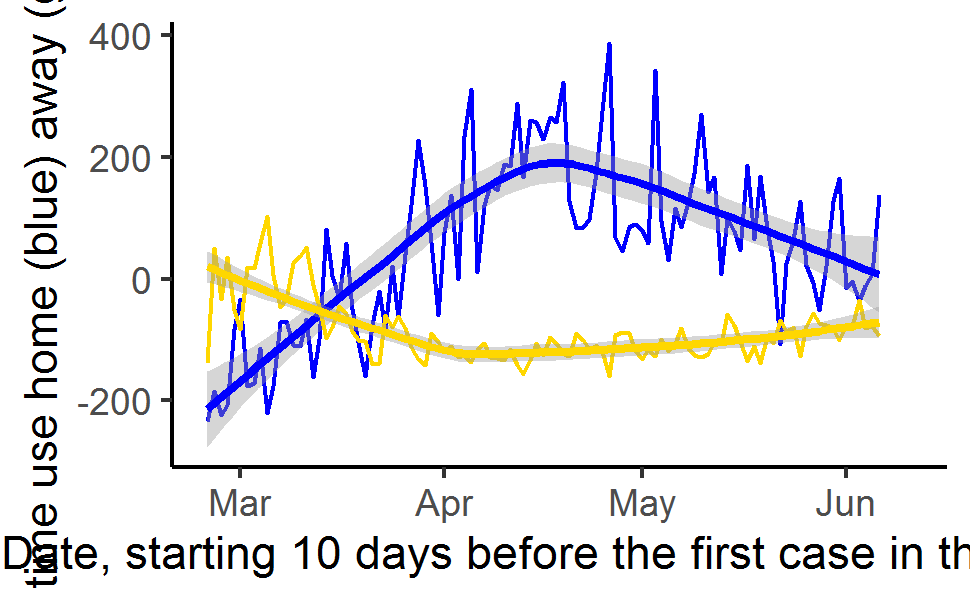 time use home (blue) away (
400
200
0
-200
Mar Apr May Jun
Date, starting 10 days before the first case in th